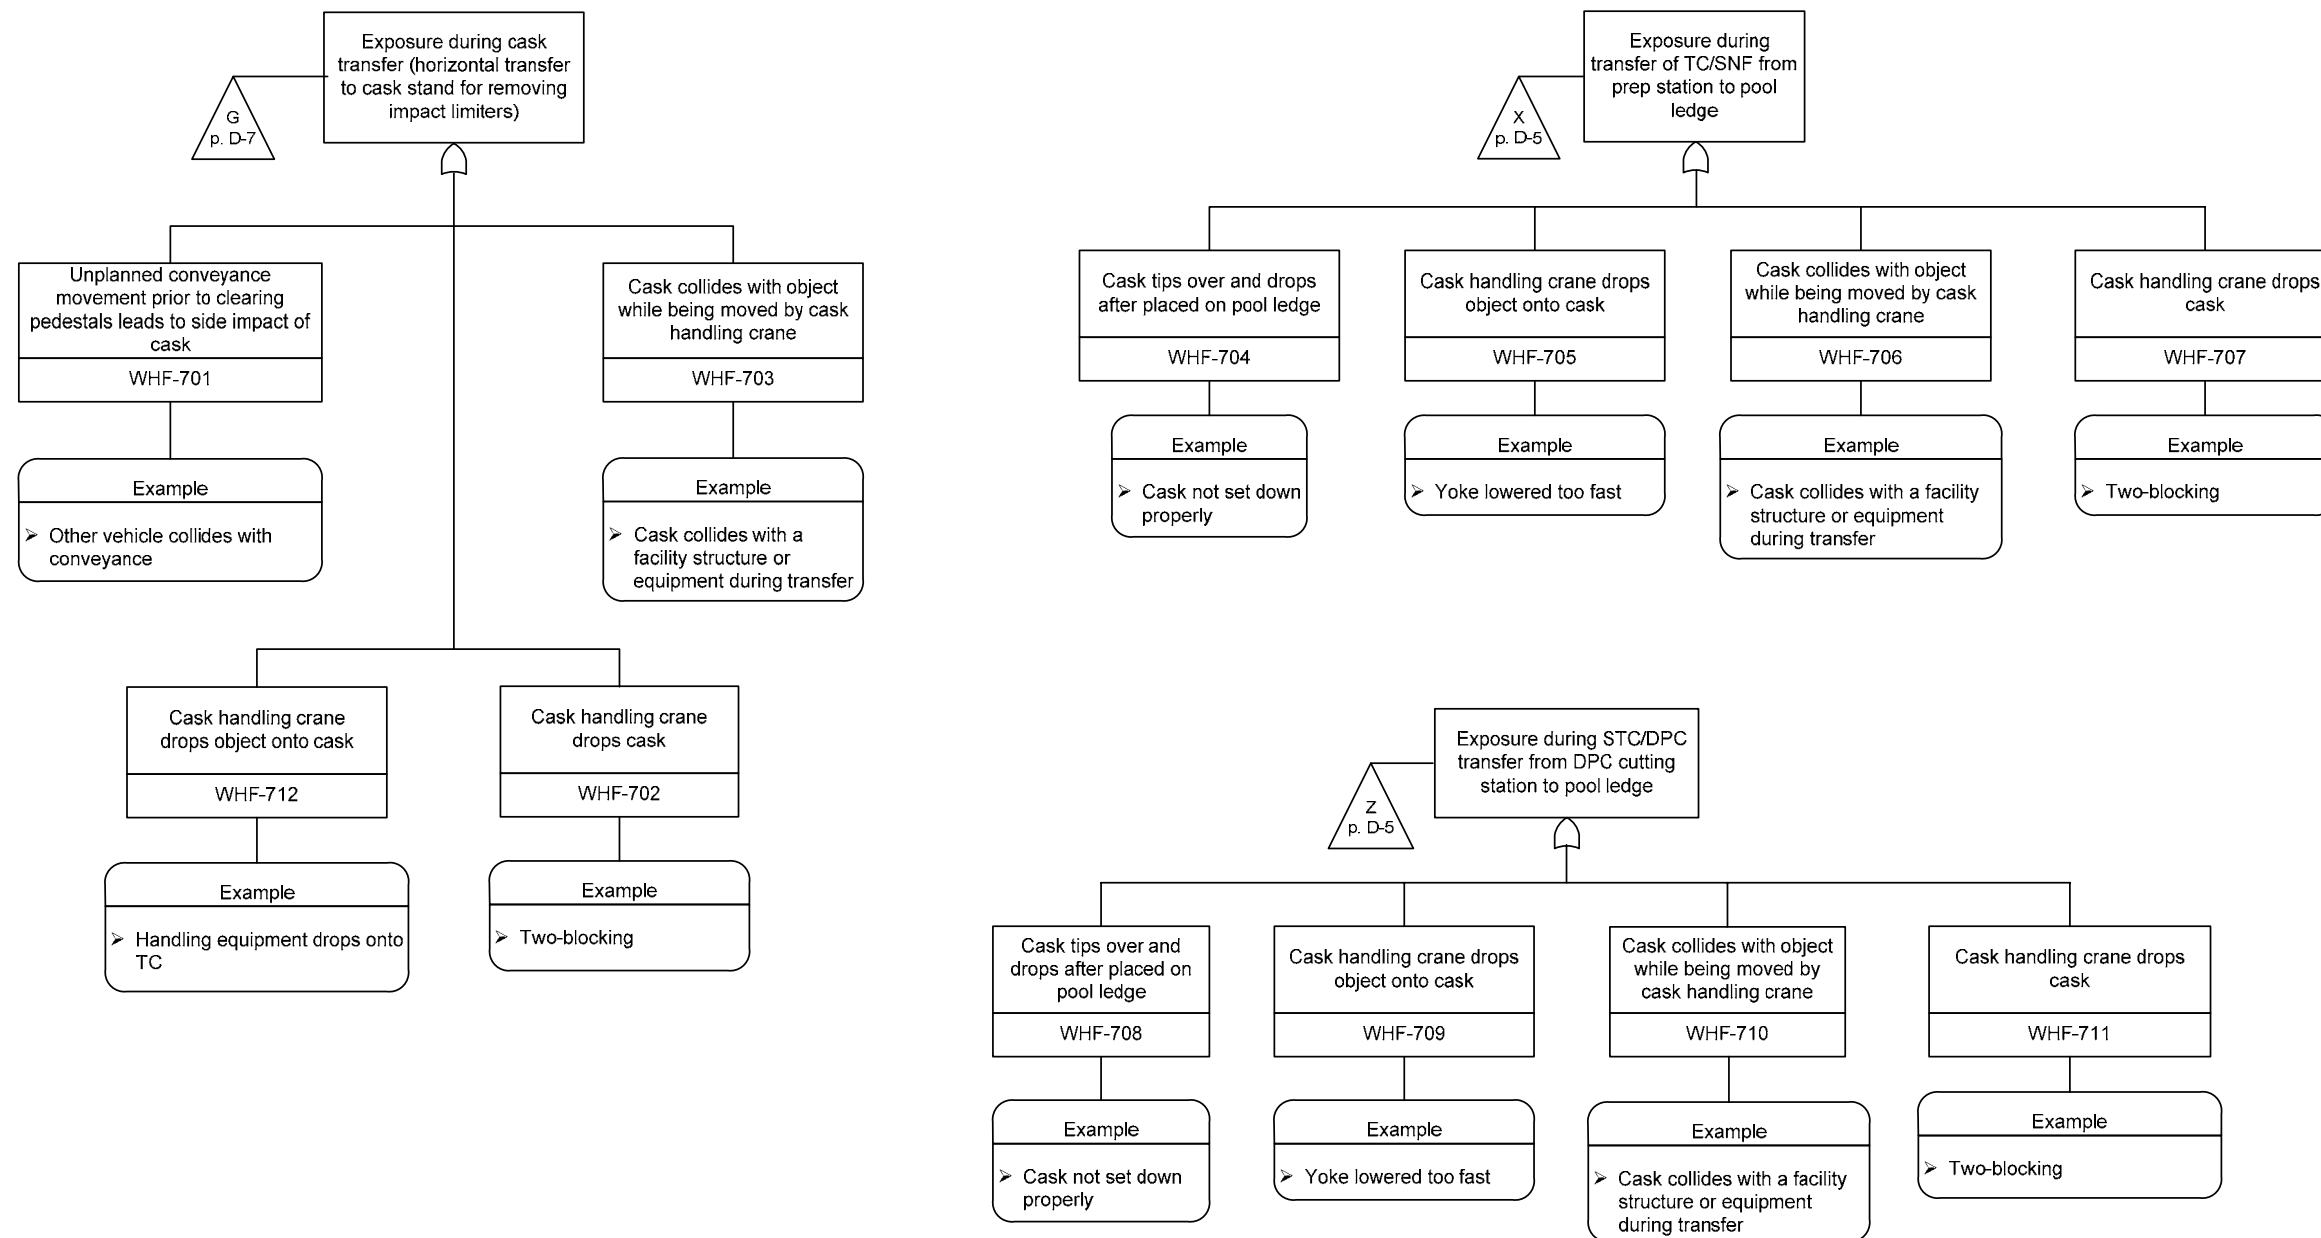 Exposure during cask
transfer (horizontal transfer
to cask stand for removing
impact limiters)
G
p. D-7
Unplanned conveyance
movement prior to clearing
pedestals leads to side impact of
cask
WHF-701
Example
➢ Other vehicle collides with
conveyance
Cask collides with object
while being moved by cask
handling crane
WHF-703
Example
➢ Cask collides with a
facility structure or
equipment during transfer
Cask handling crane
drops object onto cask
WHF-712
Example
➢ Handling equipment drops onto
TC
Cask handling crane
drops cask
WHF-702
Example
➢ Two-blocking
Exposure during
transfer of TC/SNF from
prep station to pool
ledge
X
p. D-5
Cask tips over and drops
after placed on pool ledge
WHF-704
Example
➢ Cask not set down
properly
Cask handling crane drops
object onto cask
WHF-705
Example
➢ Yoke lowered too fast
Cask collides with object
while being moved by cask
handling crane
WHF-706
Example
➢ Cask collides with a facility
structure or equipment
during transfer
Cask handling crane drops
cask
WHF-707
Example
➢ Two-blocking
Exposure during STC/DPC
transfer from DPC cutting
station to pool ledge
Z
p. D-5
Cask tips over and
drops after placed on
pool ledge
WHF-708
Example
➢ Cask not set down
properly
Cask handling crane drops
object onto cask
WHF-709
Example
➢ Yoke lowered too fast
Cask collides with object
while being moved by
cask handling crane
WHF-710
Example
➢ Cask collides with a facility
structure or equipment
during transfer
Cask handling crane drops
cask
WHF-711
Example
➢ Two-blocking